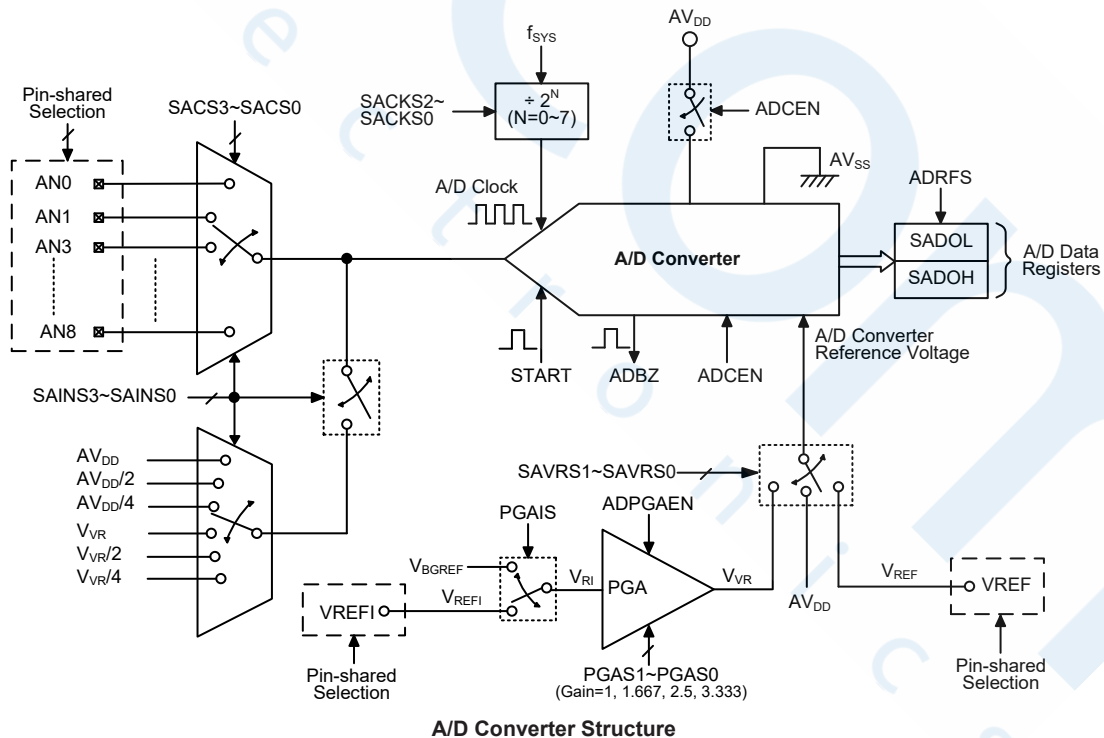 AV_DD
f_SYS
Pin-shared
Selection
SACS3~SACS0
SACKS2~
SACKS0
÷ 2^N
(N=0~7)
ADCEN
AN0
AN1
AN3
AN8
A/D Clock
AV_SS
ADRFS
A/D Converter
SADOL
SADOH
A/D Data
Registers
START
ADBZ
ADCEN
A/D Converter
Reference Voltage
SAINS3~SAINS0
AV_DD
AV_DD/2
AV_DD/4
V_VR
V_VR/2
V_VR/4
SAVRS1~SAVRS0
PGAIS
ADPGAEN
V_BGREF
V_REFI
VREFI
V_RI
PGA
V_VR
AV_DD
V_REF
VREF
Pin-shared
Selection
PGAS1~PGAS0
(Gain=1, 1.667, 2.5, 3.333)
Pin-shared
Selection
A/D Converter Structure